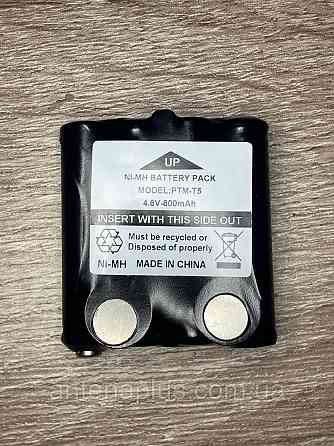 UP
NI-MH BATTERY PACK
MODEL:PTM-T5
4.8V-800mAh
INSERT WITH THIS SIDE OUT
Must be recycled or
Disposed of properly
Ni-MH MADE IN CHINA
antenaplus.com.ua